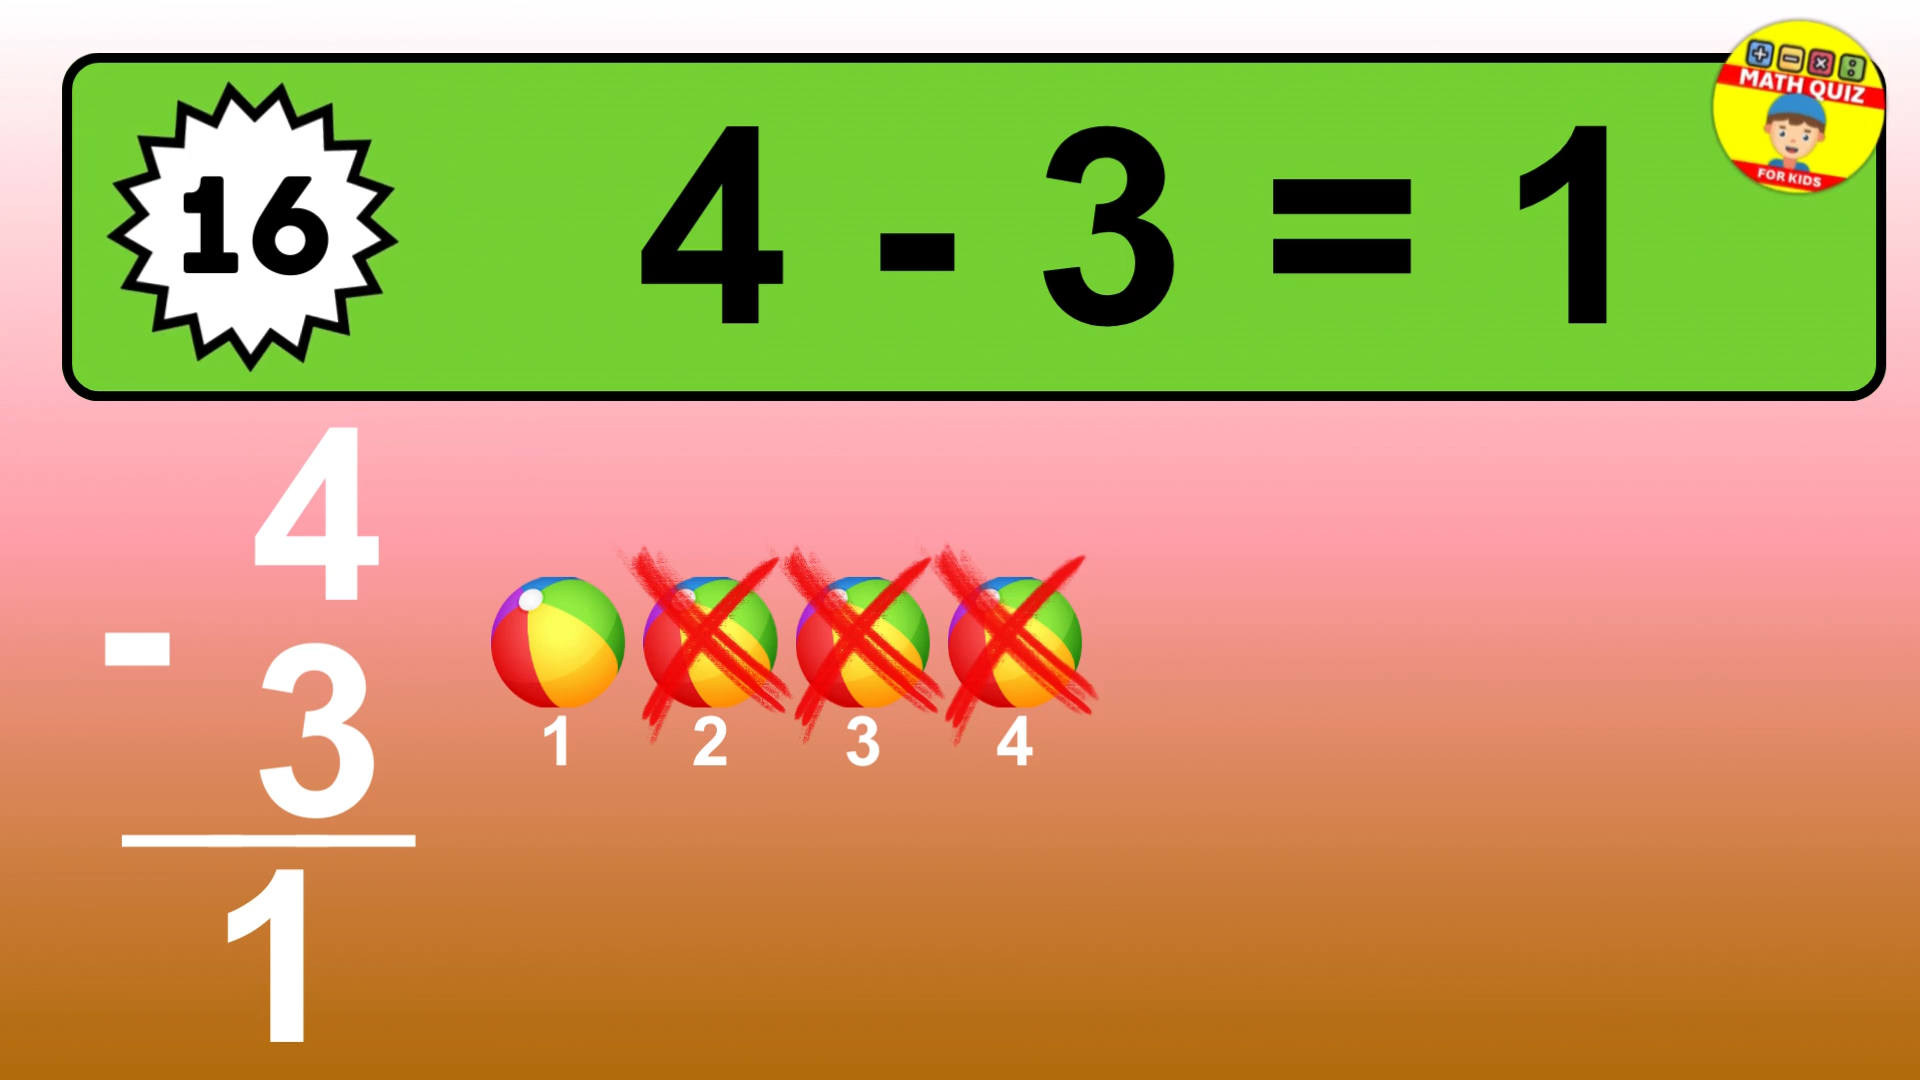 16
4 - 3 = 1
+ - × ÷
MATH QUIZ
FOR KIDS
4
- 3
1
1 2 3 4